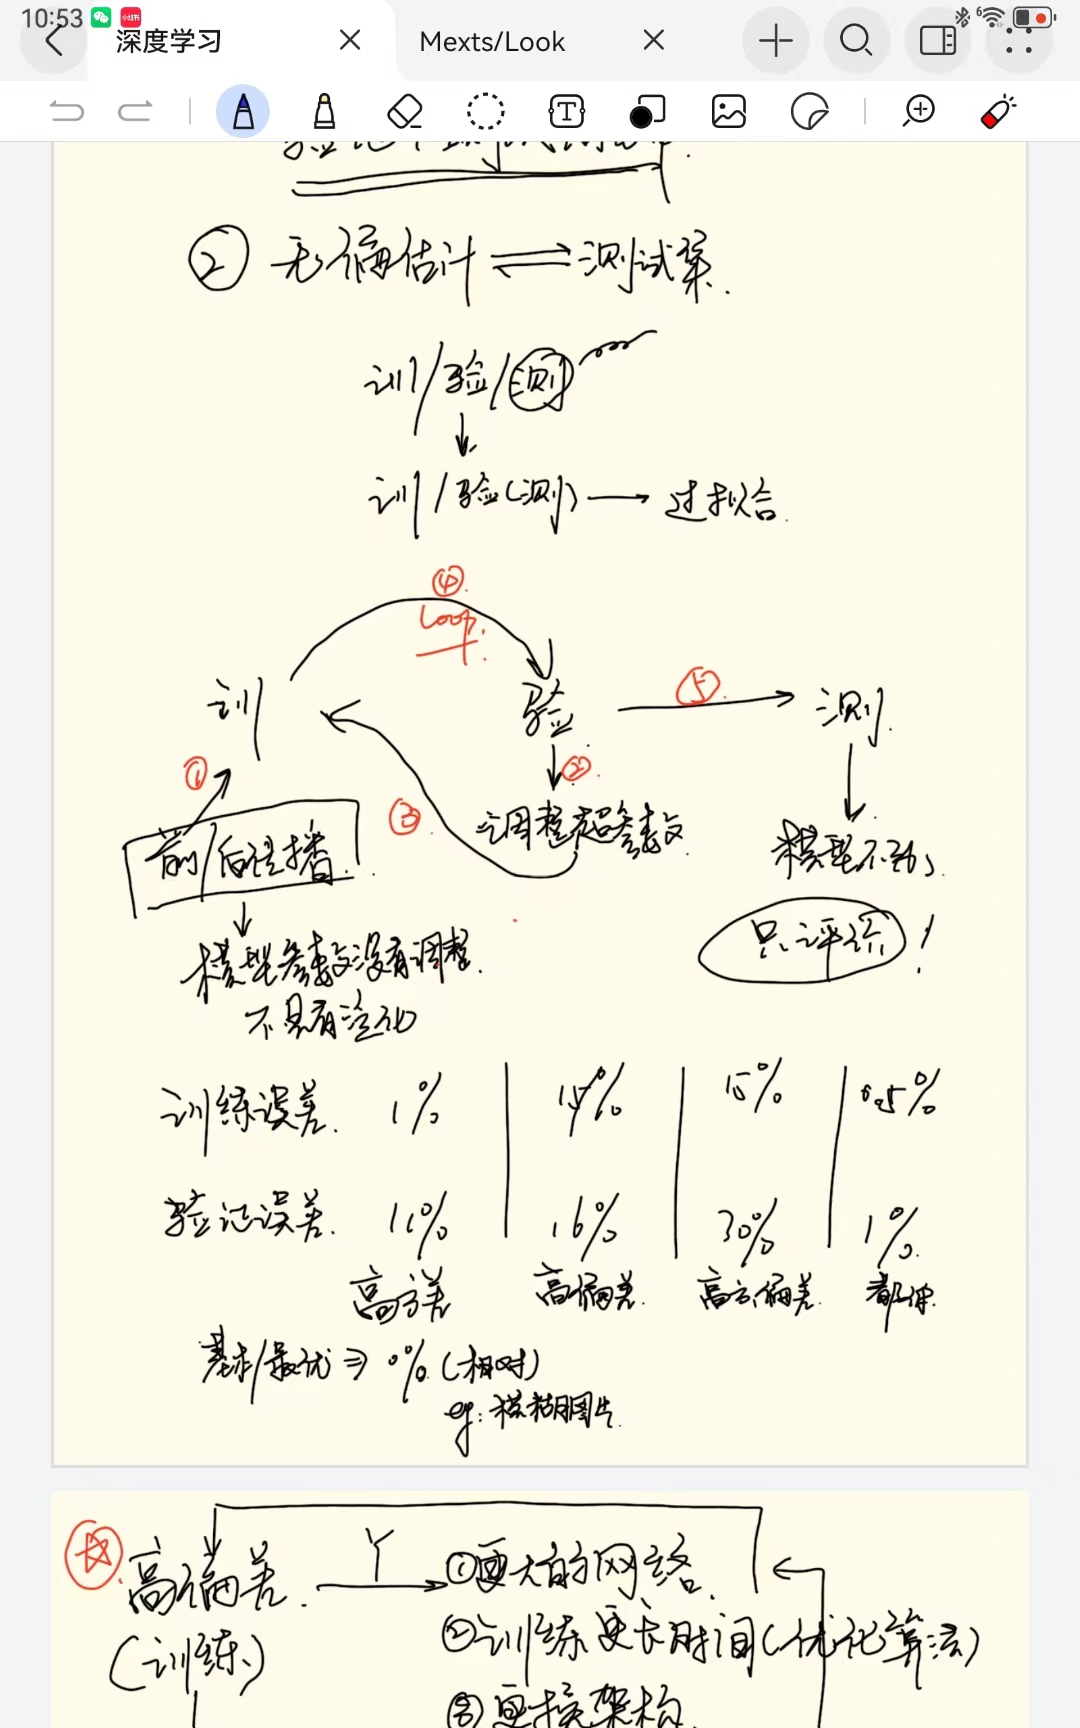 10:53
深度学习
Mexts/Look
② 无偏估计 ⇌ 测试集.
训/验/测
↓
训/验(测) → 过拟合.
④
Loop.
训
验
⑤
测.
①
②
③
前/后传播.
调整超参数
模型不动
只评估!
模型参数没有调整.
不具有泛化
训练误差. 1% | 15% | 15% | 0.5%
验证误差. 11% | 16% | 30% | 1%.
高方差 高偏差. 高方、偏差. 都低.
基本/最优 ⇒ 0% (相对)
eg: 模糊图片.
高偏差. Y → ①更大的网络.
(训练) ②训练更长时间(优化算法)
③更换架构